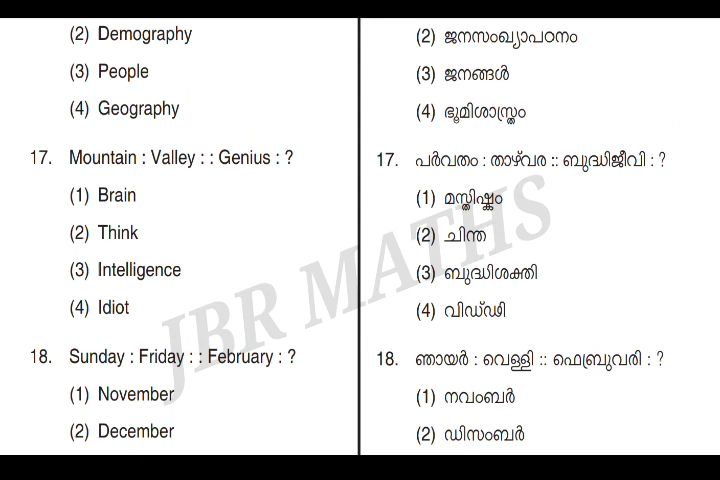 (2) Demography
(3) People
(4) Geography
17. Mountain : Valley : : Genius : ?
(1) Brain
(2) Think
(3) Intelligence
(4) Idiot
18. Sunday : Friday : : February : ?
(1) November
(2) December
(2) ജനസംഖ്യാപഠനം
(3) ജനങ്ങൾ
(4) ഭൂമിശാസ്ത്രം
17. പർവതം : താഴ്‌വര :: ബുദ്ധിജീവി : ?
(1) മസ്തിഷ്കം
(2) ചിന്ത
(3) ബുദ്ധിശക്തി
(4) വിഡ്ഢി
18. ഞായർ : വെള്ളി :: ഫെബ്രുവരി : ?
(1) നവംബർ
(2) ഡിസംബർ
JBR MATHS